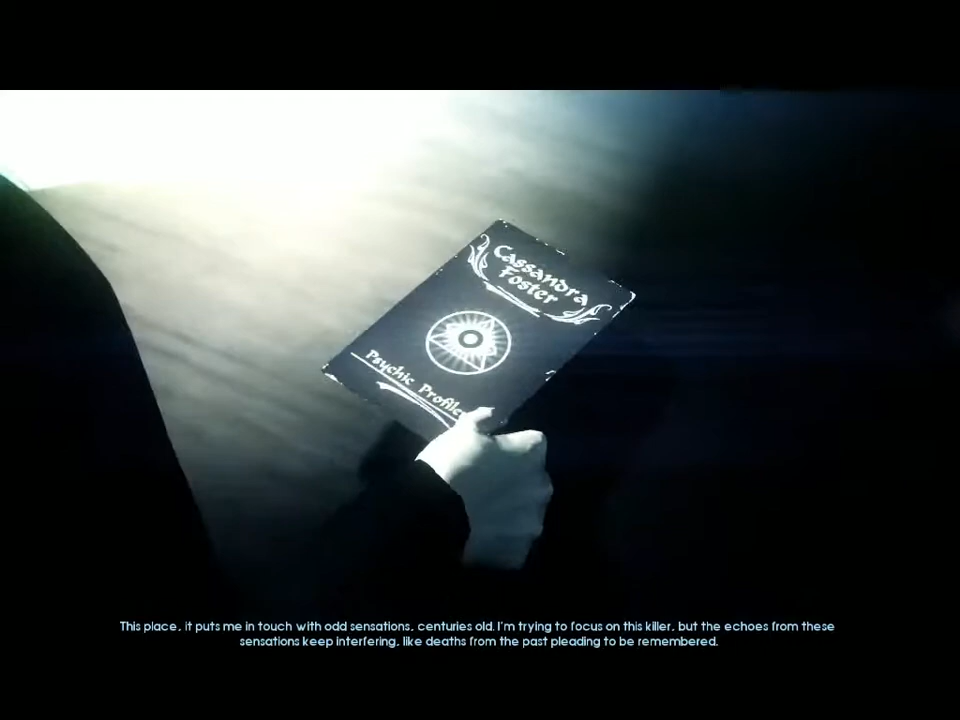 Cassandra
Foster
Psychic Profiler
This place, it puts me in touch with odd sensations, centuries old. I'm trying to focus on this killer, but the echoes from these
sensations keep interfering, like deaths from the past pleading to be remembered.